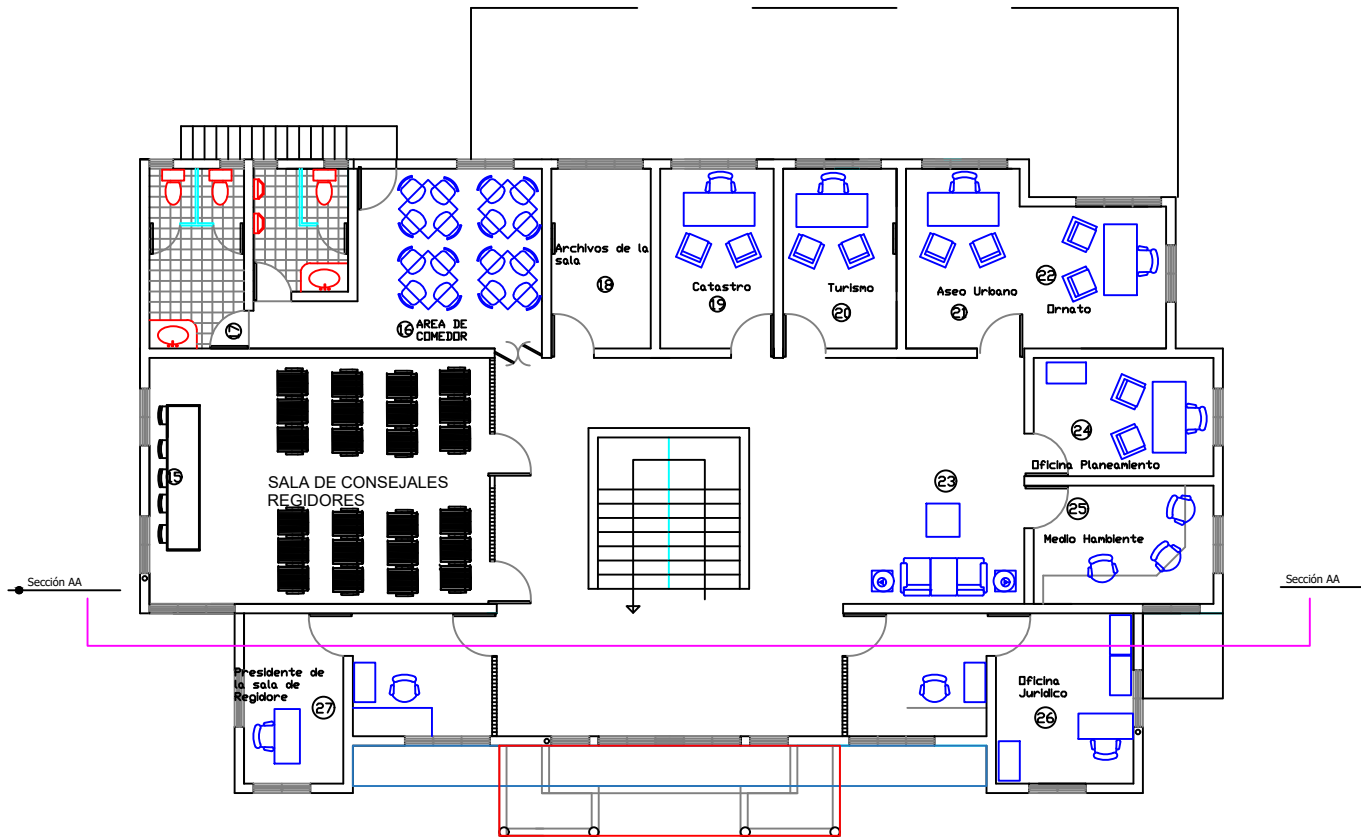 Archivos de la
sala
18
Catastro
19
Turismo
20
Aseo Urbano
21
22
Ornato
16 AREA DE
COMEDOR
17
15
SALA DE CONSEJALES
REGIDORES
23
24
Oficina Planeamiento
25
Medio Hambiente
Sección AA
Sección AA
Presidente de
la sala de
Regidore
27
Oficina
Juridico
26